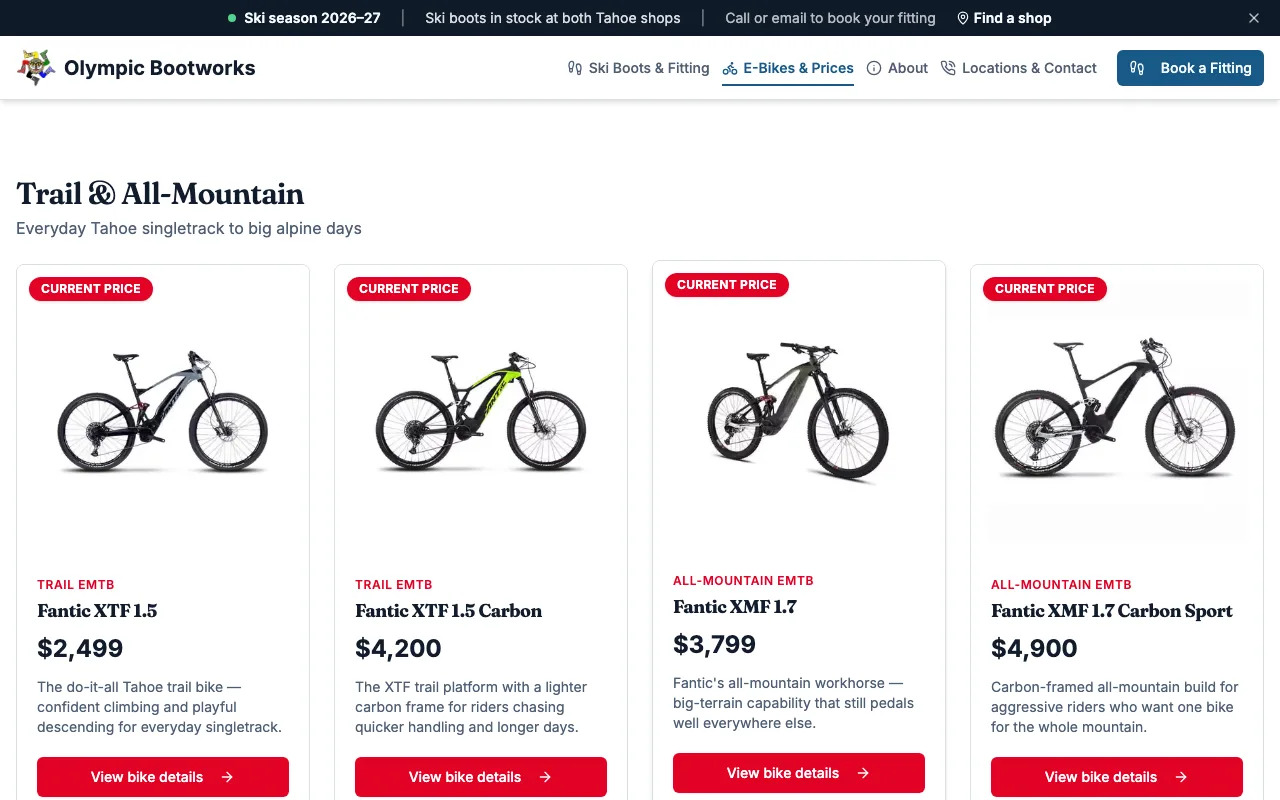 Ski season 2026–27 | Ski boots in stock at both Tahoe shops | Call or email to book your fitting Find a shop
Olympic Bootworks
Ski Boots & Fitting E-Bikes & Prices About Locations & Contact Book a Fitting
Trail & All-Mountain
Everyday Tahoe singletrack to big alpine days
CURRENT PRICE
TRAIL EMTB
Fantic XTF 1.5
$2,499
The do-it-all Tahoe trail bike —
confident climbing and playful
descending for everyday singletrack.
View bike details
CURRENT PRICE
TRAIL EMTB
Fantic XTF 1.5 Carbon
$4,200
The XTF trail platform with a lighter
carbon frame for riders chasing
quicker handling and longer days.
View bike details
CURRENT PRICE
ALL-MOUNTAIN EMTB
Fantic XMF 1.7
$3,799
Fantic's all-mountain workhorse —
big-terrain capability that still pedals
well everywhere else.
View bike details
CURRENT PRICE
ALL-MOUNTAIN EMTB
Fantic XMF 1.7 Carbon Sport
$4,900
Carbon-framed all-mountain build for
aggressive riders who want one bike
for the whole mountain.
View bike details